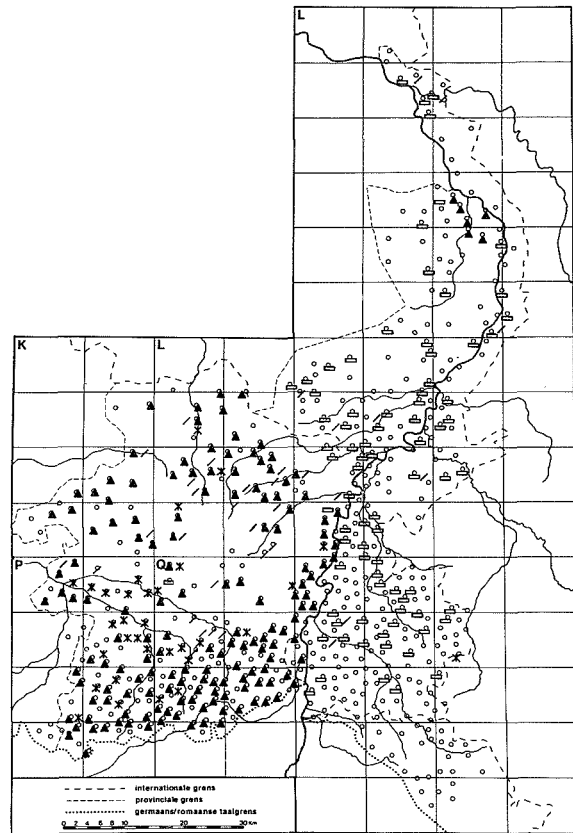 L
K
L
P
Q
internationale grens
provinciale grens
germaans/romaanse taalgrens
0 2 4 6 8 10 20 30 Km